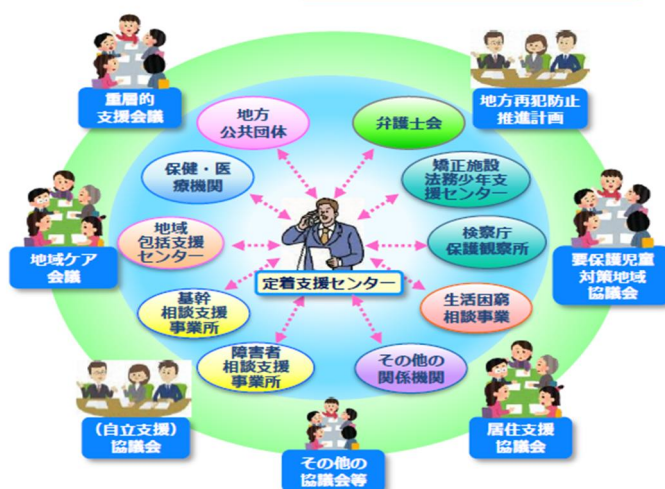 重層的
支援会議
地方再犯防止
推進計画
地方
公共団体
弁護士会
保健・医
療機関
矯正施設
法務少年支
援センター
地域ケア
会議
地域
包括支援
センター
検察庁
保護観察所
要保護児童
対策地域
協議会
定着支援センター
基幹
相談支援
事業所
生活困窮
相談事業
障害者
相談支援
事業所
その他の
関係機関
(自立支援)
協議会
居住支援
協議会
その他の
協議会等